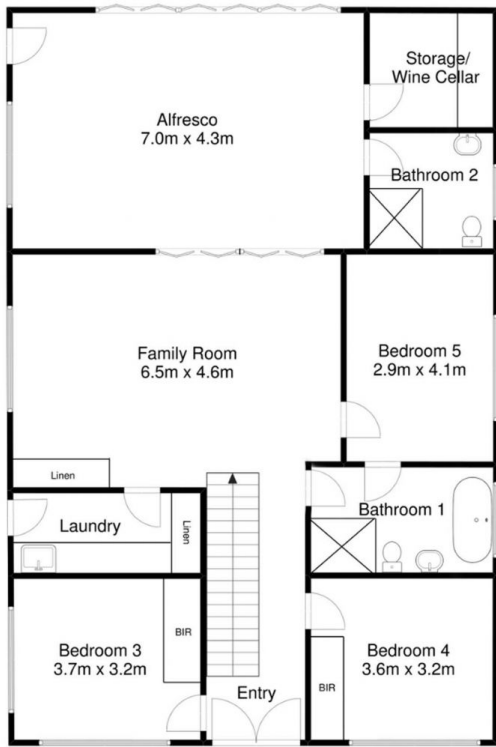 Storage/
Wine Cellar
Alfresco
7.0m x 4.3m
Bathroom 2
Family Room
6.5m x 4.6m
Bedroom 5
2.9m x 4.1m
Linen
Laundry
Linen
Bathroom 1
Bedroom 3
3.7m x 3.2m
BIR
Entry
Bedroom 4
3.6m x 3.2m
BIR